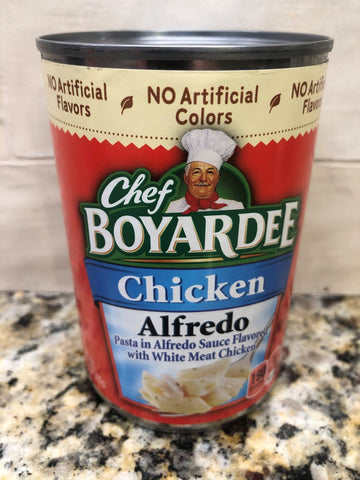 NO Artificial
Flavors
NO Artificial
Colors
NO
Chef
BOYARDEE
Chicken
Alfredo
Pasta in Alfredo Sauce Flavored
with White Meat Chicken